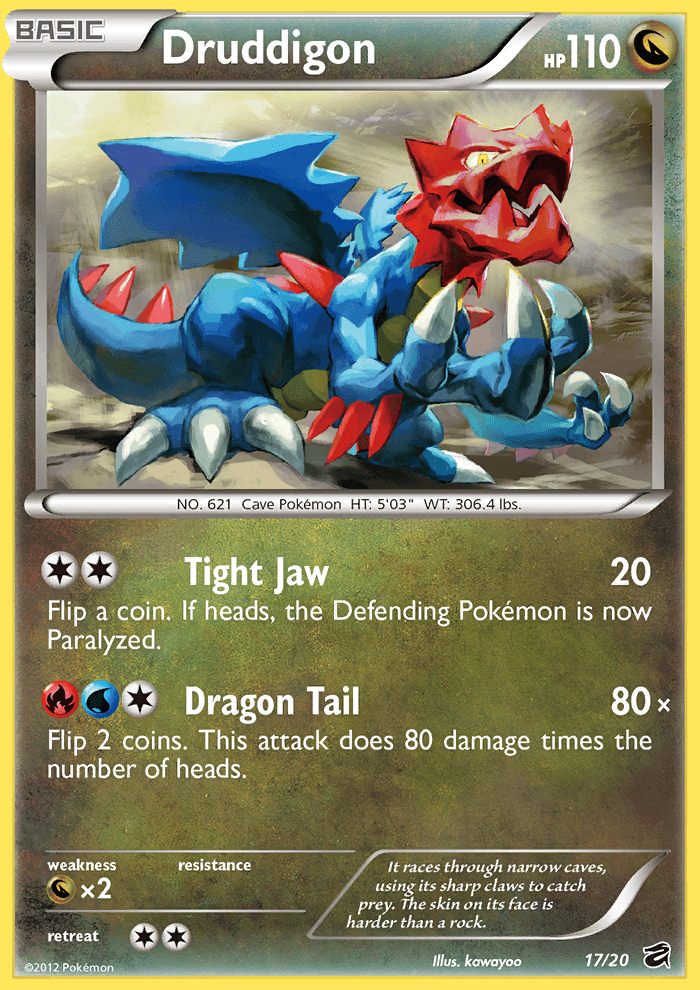 BASIC
Druddigon
HP110
NO. 621 Cave Pokémon HT: 5'03" WT: 306.4 lbs.
Tight Jaw 20
Flip a coin. If heads, the Defending Pokémon is now
Paralyzed.
Dragon Tail 80×
Flip 2 coins. This attack does 80 damage times the
number of heads.
weakness resistance
×2
retreat
It races through narrow caves,
using its sharp claws to catch
prey. The skin on its face is
harder than a rock.
©2012 Pokémon
Illus. kawayoo
17/20